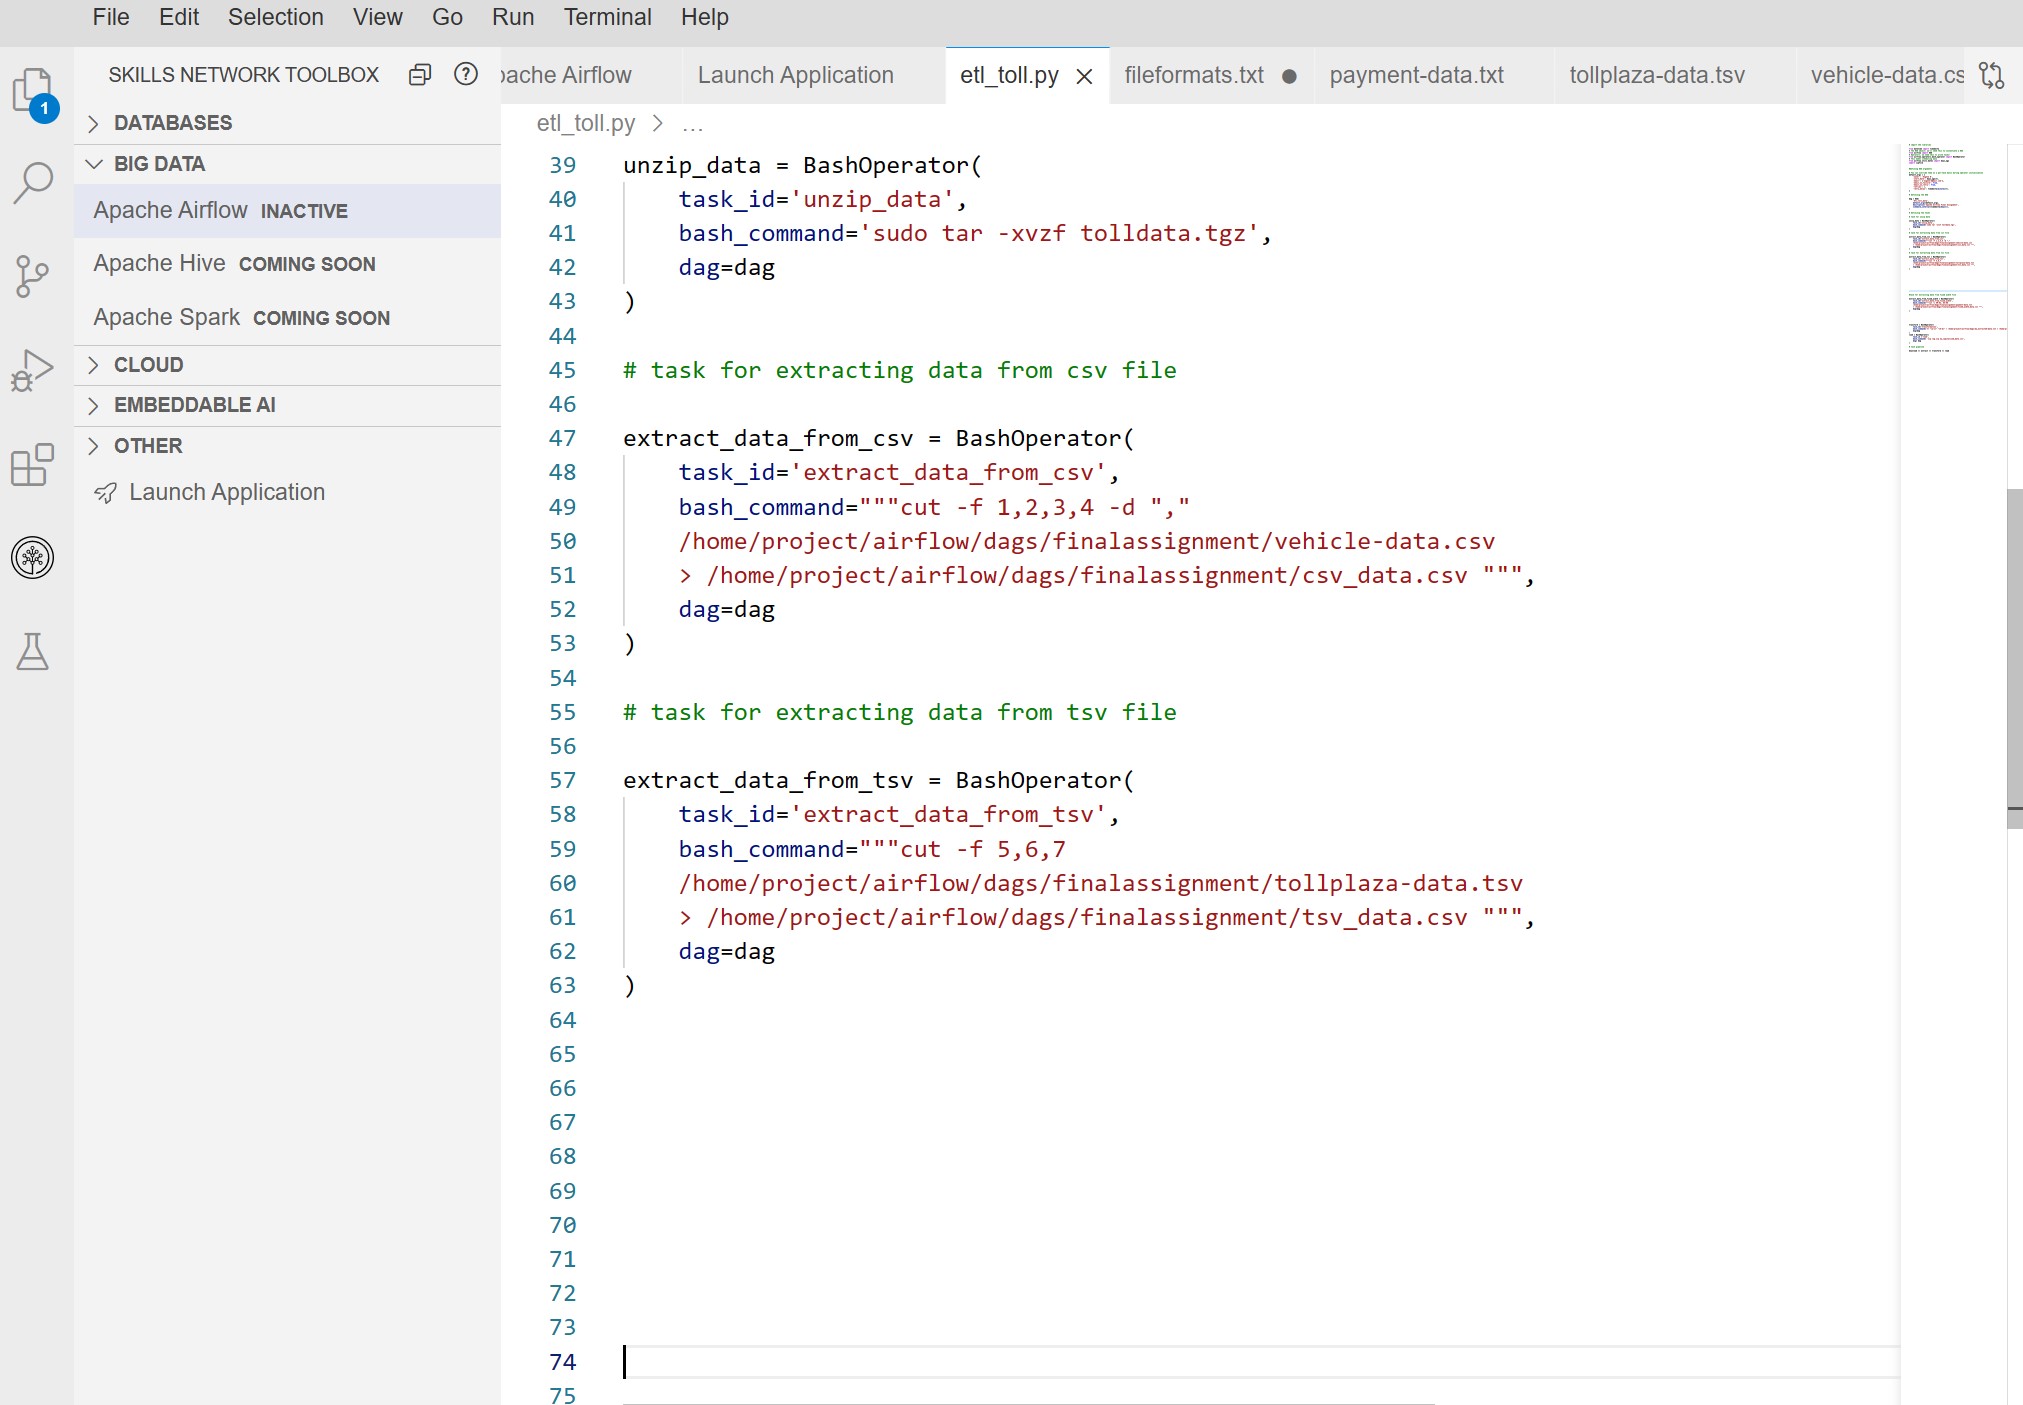 File Edit Selection View Go Run Terminal Help
SKILLS NETWORK TOOLBOX
DATABASES
BIG DATA
Apache Airflow INACTIVE
Apache Hive COMING SOON
Apache Spark COMING SOON
CLOUD
EMBEDDABLE AI
OTHER
Launch Application
1
pache Airflow Launch Application etl_toll.py fileformats.txt payment-data.txt tollplaza-data.tsv vehicle-data.cs
etl_toll.py > ...
39 unzip_data = BashOperator(
40 task_id='unzip_data',
41 bash_command='sudo tar -xvzf tolldata.tgz',
42 dag=dag
43 )
44
45 # task for extracting data from csv file
46
47 extract_data_from_csv = BashOperator(
48 task_id='extract_data_from_csv',
49 bash_command="""cut -f 1,2,3,4 -d ","
50 /home/project/airflow/dags/finalassignment/vehicle-data.csv
51 > /home/project/airflow/dags/finalassignment/csv_data.csv """,
52 dag=dag
53 )
54
55 # task for extracting data from tsv file
56
57 extract_data_from_tsv = BashOperator(
58 task_id='extract_data_from_tsv',
59 bash_command="""cut -f 5,6,7
60 /home/project/airflow/dags/finalassignment/tollplaza-data.tsv
61 > /home/project/airflow/dags/finalassignment/tsv_data.csv """,
62 dag=dag
63 )
64
65
66
67
68
69
70
71
72
73
74
75